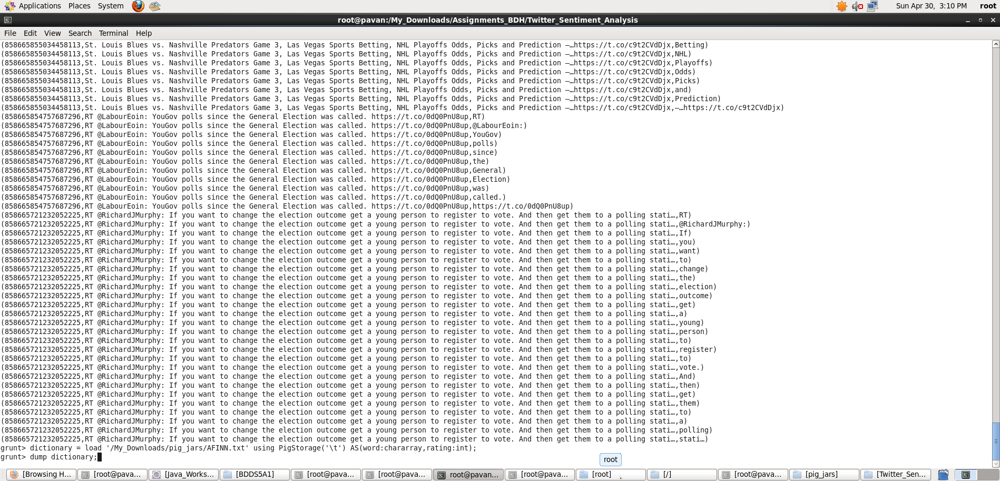 Applications Places System Sun Apr 30, 3:10 PM root
root@pavan:/My_Downloads/Assignments_BDH/Twitter_Sentiment_Analysis
File Edit View Search Terminal Help
(858665855034458113,St. Louis Blues vs. Nashville Predators Game 3, Las Vegas Sports Betting, NHL Playoffs Odds, Picks and Prediction —…https://t.co/c9t2CVdDjx,Betting)
(858665855034458113,St. Louis Blues vs. Nashville Predators Game 3, Las Vegas Sports Betting, NHL Playoffs Odds, Picks and Prediction —…https://t.co/c9t2CVdDjx,NHL)
(858665855034458113,St. Louis Blues vs. Nashville Predators Game 3, Las Vegas Sports Betting, NHL Playoffs Odds, Picks and Prediction —…https://t.co/c9t2CVdDjx,Playoffs)
(858665855034458113,St. Louis Blues vs. Nashville Predators Game 3, Las Vegas Sports Betting, NHL Playoffs Odds, Picks and Prediction —…https://t.co/c9t2CVdDjx,Odds)
(858665855034458113,St. Louis Blues vs. Nashville Predators Game 3, Las Vegas Sports Betting, NHL Playoffs Odds, Picks and Prediction —…https://t.co/c9t2CVdDjx,Picks)
(858665855034458113,St. Louis Blues vs. Nashville Predators Game 3, Las Vegas Sports Betting, NHL Playoffs Odds, Picks and Prediction —…https://t.co/c9t2CVdDjx,and)
(858665855034458113,St. Louis Blues vs. Nashville Predators Game 3, Las Vegas Sports Betting, NHL Playoffs Odds, Picks and Prediction —…https://t.co/c9t2CVdDjx,Prediction)
(858665855034458113,St. Louis Blues vs. Nashville Predators Game 3, Las Vegas Sports Betting, NHL Playoffs Odds, Picks and Prediction —…https://t.co/c9t2CVdDjx,—…https://t.co/c9t2CVdDjx)
(858665854757687296,RT @LabourEoin: YouGov polls since the General Election was called. https://t.co/0dQ0PnU8up,RT)
(858665854757687296,RT @LabourEoin: YouGov polls since the General Election was called. https://t.co/0dQ0PnU8up,@LabourEoin:)
(858665854757687296,RT @LabourEoin: YouGov polls since the General Election was called. https://t.co/0dQ0PnU8up,YouGov)
(858665854757687296,RT @LabourEoin: YouGov polls since the General Election was called. https://t.co/0dQ0PnU8up,polls)
(858665854757687296,RT @LabourEoin: YouGov polls since the General Election was called. https://t.co/0dQ0PnU8up,since)
(858665854757687296,RT @LabourEoin: YouGov polls since the General Election was called. https://t.co/0dQ0PnU8up,the)
(858665854757687296,RT @LabourEoin: YouGov polls since the General Election was called. https://t.co/0dQ0PnU8up,General)
(858665854757687296,RT @LabourEoin: YouGov polls since the General Election was called. https://t.co/0dQ0PnU8up,Election)
(858665854757687296,RT @LabourEoin: YouGov polls since the General Election was called. https://t.co/0dQ0PnU8up,was)
(858665854757687296,RT @LabourEoin: YouGov polls since the General Election was called. https://t.co/0dQ0PnU8up,called.)
(858665854757687296,RT @LabourEoin: YouGov polls since the General Election was called. https://t.co/0dQ0PnU8up,https://t.co/0dQ0PnU8up)
(858665721232052225,RT @RichardJMurphy: If you want to change the election outcome get a young person to register to vote. And then get them to a polling stati…,RT)
(858665721232052225,RT @RichardJMurphy: If you want to change the election outcome get a young person to register to vote. And then get them to a polling stati…,@RichardJMurphy:)
(858665721232052225,RT @RichardJMurphy: If you want to change the election outcome get a young person to register to vote. And then get them to a polling stati…,If)
(858665721232052225,RT @RichardJMurphy: If you want to change the election outcome get a young person to register to vote. And then get them to a polling stati…,you)
(858665721232052225,RT @RichardJMurphy: If you want to change the election outcome get a young person to register to vote. And then get them to a polling stati…,want)
(858665721232052225,RT @RichardJMurphy: If you want to change the election outcome get a young person to register to vote. And then get them to a polling stati…,to)
(858665721232052225,RT @RichardJMurphy: If you want to change the election outcome get a young person to register to vote. And then get them to a polling stati…,change)
(858665721232052225,RT @RichardJMurphy: If you want to change the election outcome get a young person to register to vote. And then get them to a polling stati…,the)
(858665721232052225,RT @RichardJMurphy: If you want to change the election outcome get a young person to register to vote. And then get them to a polling stati…,election)
(858665721232052225,RT @RichardJMurphy: If you want to change the election outcome get a young person to register to vote. And then get them to a polling stati…,outcome)
(858665721232052225,RT @RichardJMurphy: If you want to change the election outcome get a young person to register to vote. And then get them to a polling stati…,get)
(858665721232052225,RT @RichardJMurphy: If you want to change the election outcome get a young person to register to vote. And then get them to a polling stati…,a)
(858665721232052225,RT @RichardJMurphy: If you want to change the election outcome get a young person to register to vote. And then get them to a polling stati…,young)
(858665721232052225,RT @RichardJMurphy: If you want to change the election outcome get a young person to register to vote. And then get them to a polling stati…,person)
(858665721232052225,RT @RichardJMurphy: If you want to change the election outcome get a young person to register to vote. And then get them to a polling stati…,to)
(858665721232052225,RT @RichardJMurphy: If you want to change the election outcome get a young person to register to vote. And then get them to a polling stati…,register)
(858665721232052225,RT @RichardJMurphy: If you want to change the election outcome get a young person to register to vote. And then get them to a polling stati…,to)
(858665721232052225,RT @RichardJMurphy: If you want to change the election outcome get a young person to register to vote. And then get them to a polling stati…,vote.)
(858665721232052225,RT @RichardJMurphy: If you want to change the election outcome get a young person to register to vote. And then get them to a polling stati…,And)
(858665721232052225,RT @RichardJMurphy: If you want to change the election outcome get a young person to register to vote. And then get them to a polling stati…,then)
(858665721232052225,RT @RichardJMurphy: If you want to change the election outcome get a young person to register to vote. And then get them to a polling stati…,get)
(858665721232052225,RT @RichardJMurphy: If you want to change the election outcome get a young person to register to vote. And then get them to a polling stati…,them)
(858665721232052225,RT @RichardJMurphy: If you want to change the election outcome get a young person to register to vote. And then get them to a polling stati…,to)
(858665721232052225,RT @RichardJMurphy: If you want to change the election outcome get a young person to register to vote. And then get them to a polling stati…,a)
(858665721232052225,RT @RichardJMurphy: If you want to change the election outcome get a young person to register to vote. And then get them to a polling stati…,polling)
(858665721232052225,RT @RichardJMurphy: If you want to change the election outcome get a young person to register to vote. And then get them to a polling stati…,stati…)
grunt> dictionary = load '/My_Downloads/pig_jars/AFINN.txt' using PigStorage('\t') AS(word:chararray,rating:int);
grunt> dump dictionary;
root
[Browsing H... [root@pava... [Java_Works... [BDDS5A1] [root@pava... [root@pava... root@pavan... [root@pava... [root] [/] [root@pava... [pig_jars] [Twitter_Sen...